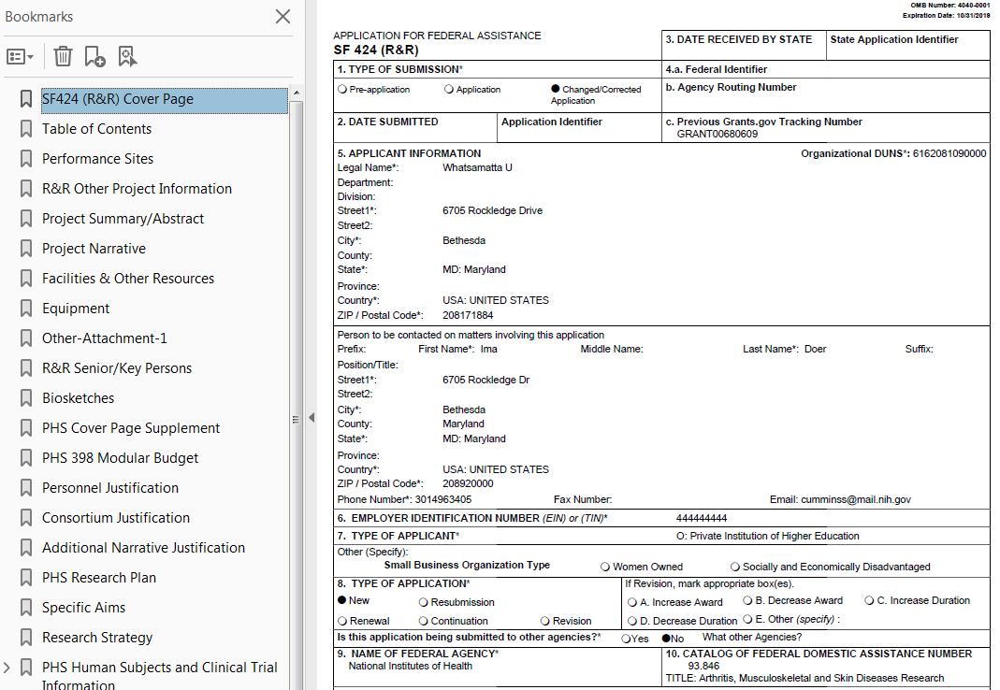 Bookmarks
SF424 (R&R) Cover Page
Table of Contents
Performance Sites
R&R Other Project Information
Project Summary/Abstract
Project Narrative
Facilities & Other Resources
Equipment
Other-Attachment-1
R&R Senior/Key Persons
Biosketches
PHS Cover Page Supplement
PHS 398 Modular Budget
Personnel Justification
Consortium Justification
Additional Narrative Justification
PHS Research Plan
Specific Aims
Research Strategy
PHS Human Subjects and Clinical Trial
Information
OMB Number: 4040-0001
Expiration Date: 10/31/2019
APPLICATION FOR FEDERAL ASSISTANCE
SF 424 (R&R)
3. DATE RECEIVED BY STATE State Application Identifier
1. TYPE OF SUBMISSION* 4.a. Federal Identifier
Pre-application Application Changed/Corrected
Application
b. Agency Routing Number
2. DATE SUBMITTED Application Identifier c. Previous Grants.gov Tracking Number
GRANT00680609
5. APPLICANT INFORMATION Organizational DUNS*: 6162081090000
Legal Name*: Whatsamatta U
Department:
Division:
Street1*: 6705 Rockledge Drive
Street2:
City*: Bethesda
County:
State*: MD: Maryland
Province:
Country*: USA: UNITED STATES
ZIP / Postal Code*: 208171884
Person to be contacted on matters involving this application
Prefix: First Name*: Ima Middle Name: Last Name*: Doer Suffix:
Position/Title:
Street1*: 6705 Rockledge Dr
Street2:
City*: Bethesda
County: Maryland
State*: MD: Maryland
Province:
Country*: USA: UNITED STATES
ZIP / Postal Code*: 208920000
Phone Number*: 3014963405 Fax Number: Email: cumminss@mail.nih.gov
6. EMPLOYER IDENTIFICATION NUMBER (EIN) or (TIN)* 444444444
7. TYPE OF APPLICANT* O: Private Institution of Higher Education
Other (Specify):
Small Business Organization Type Women Owned Socially and Economically Disadvantaged
8. TYPE OF APPLICATION* If Revision, mark appropriate box(es).
New Resubmission A. Increase Award B. Decrease Award C. Increase Duration
Renewal Continuation Revision D. Decrease Duration E. Other (specify) :
Is this application being submitted to other agencies?* Yes No What other Agencies?
9. NAME OF FEDERAL AGENCY* 10. CATALOG OF FEDERAL DOMESTIC ASSISTANCE NUMBER
National Institutes of Health 93.846
TITLE: Arthritis, Musculoskeletal and Skin Diseases Research